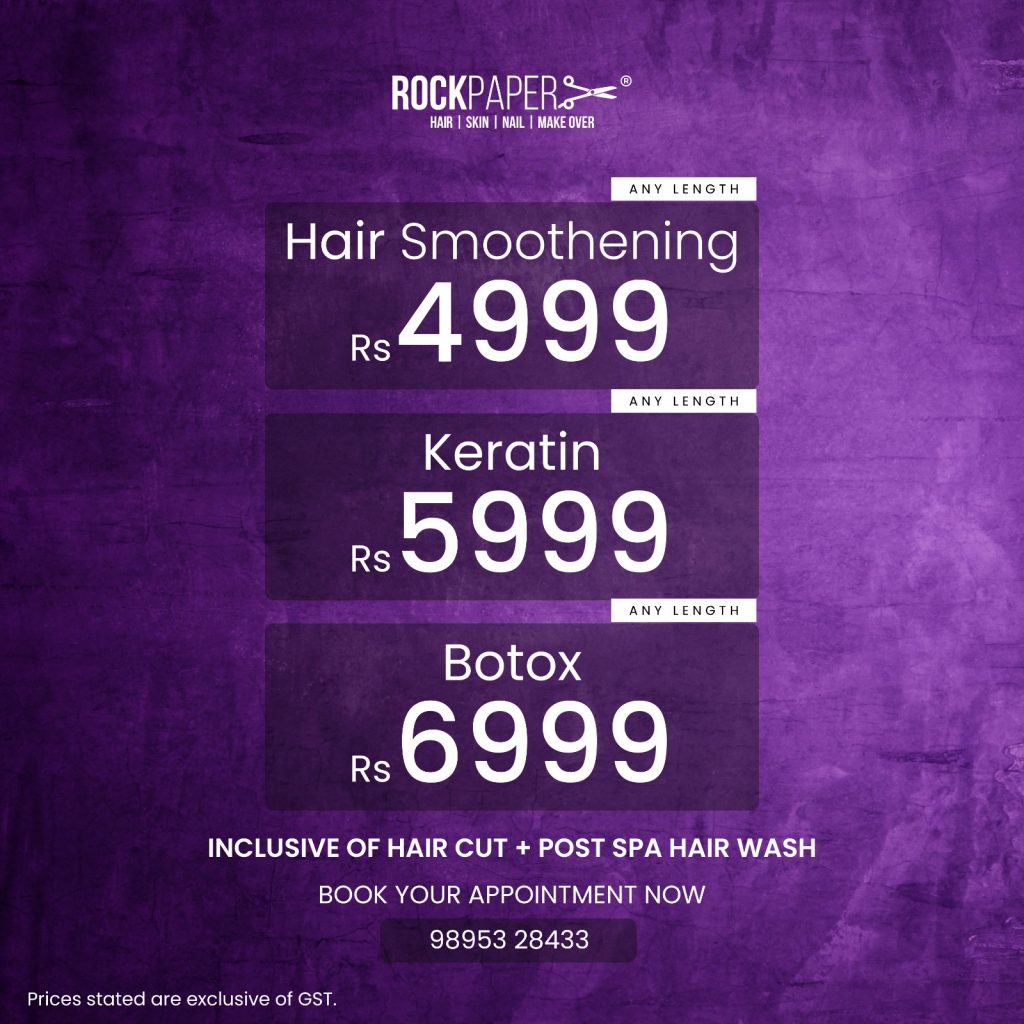 ROCKPAPER ®
HAIR | SKIN | NAIL | MAKE OVER
ANY LENGTH
Hair Smoothening
Rs 4999
ANY LENGTH
Keratin
Rs 5999
ANY LENGTH
Botox
Rs 6999
INCLUSIVE OF HAIR CUT + POST SPA HAIR WASH
BOOK YOUR APPOINTMENT NOW
98953 28433
Prices stated are exclusive of GST.